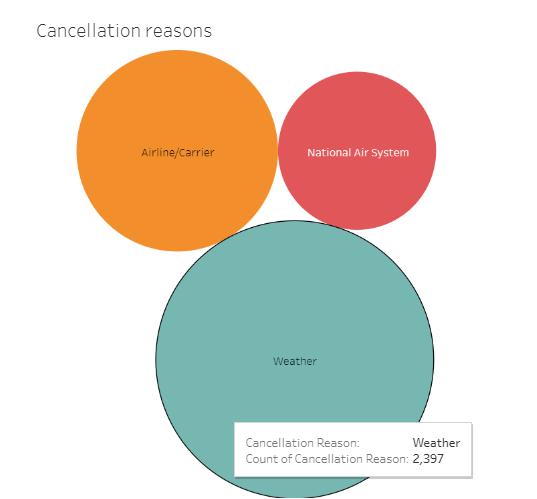 Cancellation reasons
Airline/Carrier
National Air System
Weather
Cancellation Reason: Weather
Count of Cancellation Reason: 2,397